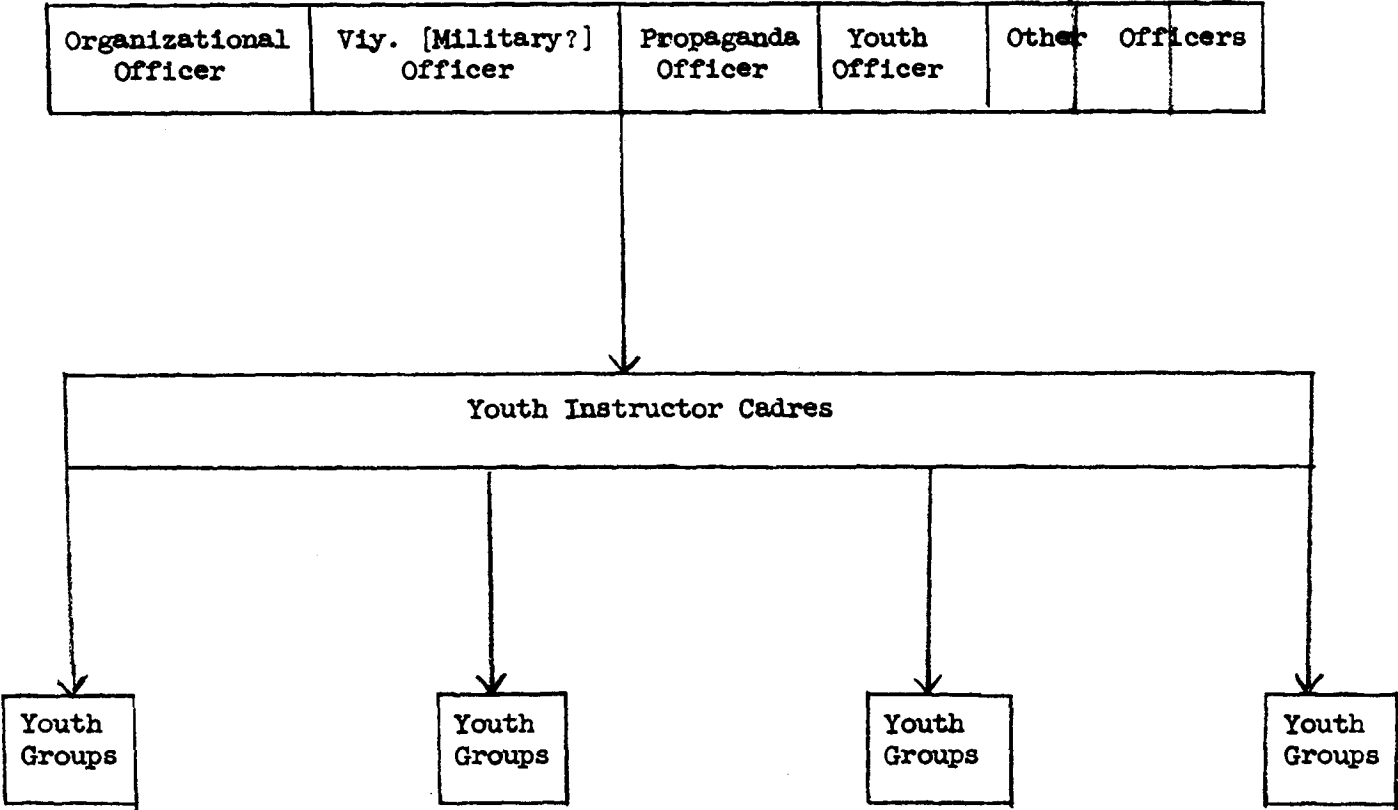 Organizational
Officer
Viy. [Military?]
Officer
Propaganda
Officer
Youth
Officer
Other Officers
Youth Instructor Cadres
Youth
Groups
Youth
Groups
Youth
Groups
Youth
Groups